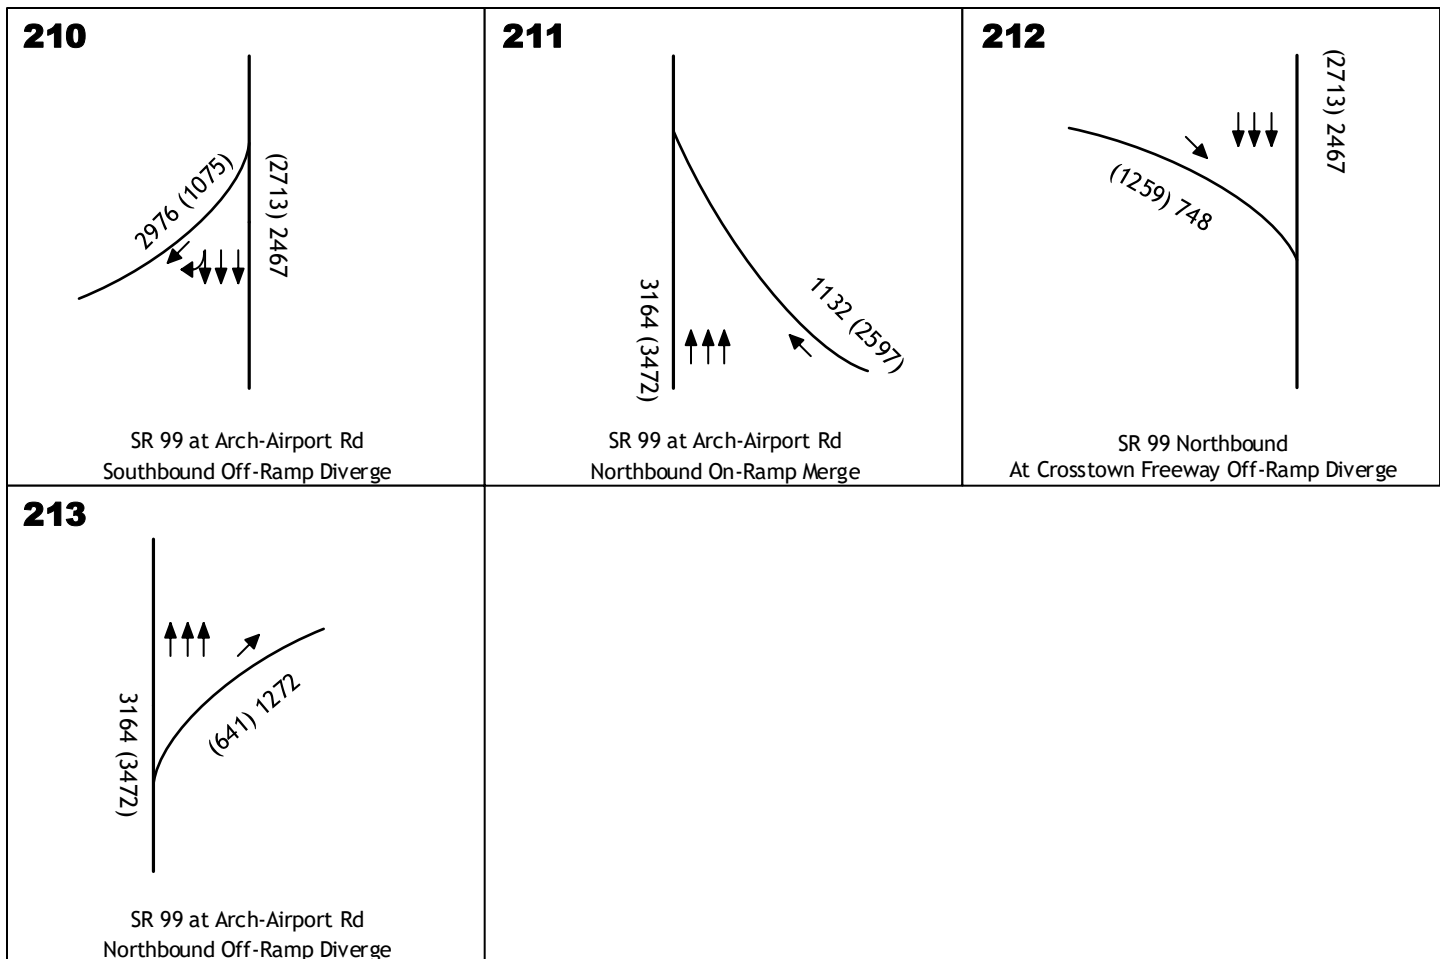 210
2976 (1075)
(2713) 2467
SR 99 at Arch-Airport Rd
Southbound Off-Ramp Diverge
211
3164 (3472)
1132 (2597)
SR 99 at Arch-Airport Rd
Northbound On-Ramp Merge
212
(2713) 2467
(1259) 748
SR 99 Northbound
At Crosstown Freeway Off-Ramp Diverge
213
3164 (3472)
(641) 1272
SR 99 at Arch-Airport Rd
Northbound Off-Ramp Diverge